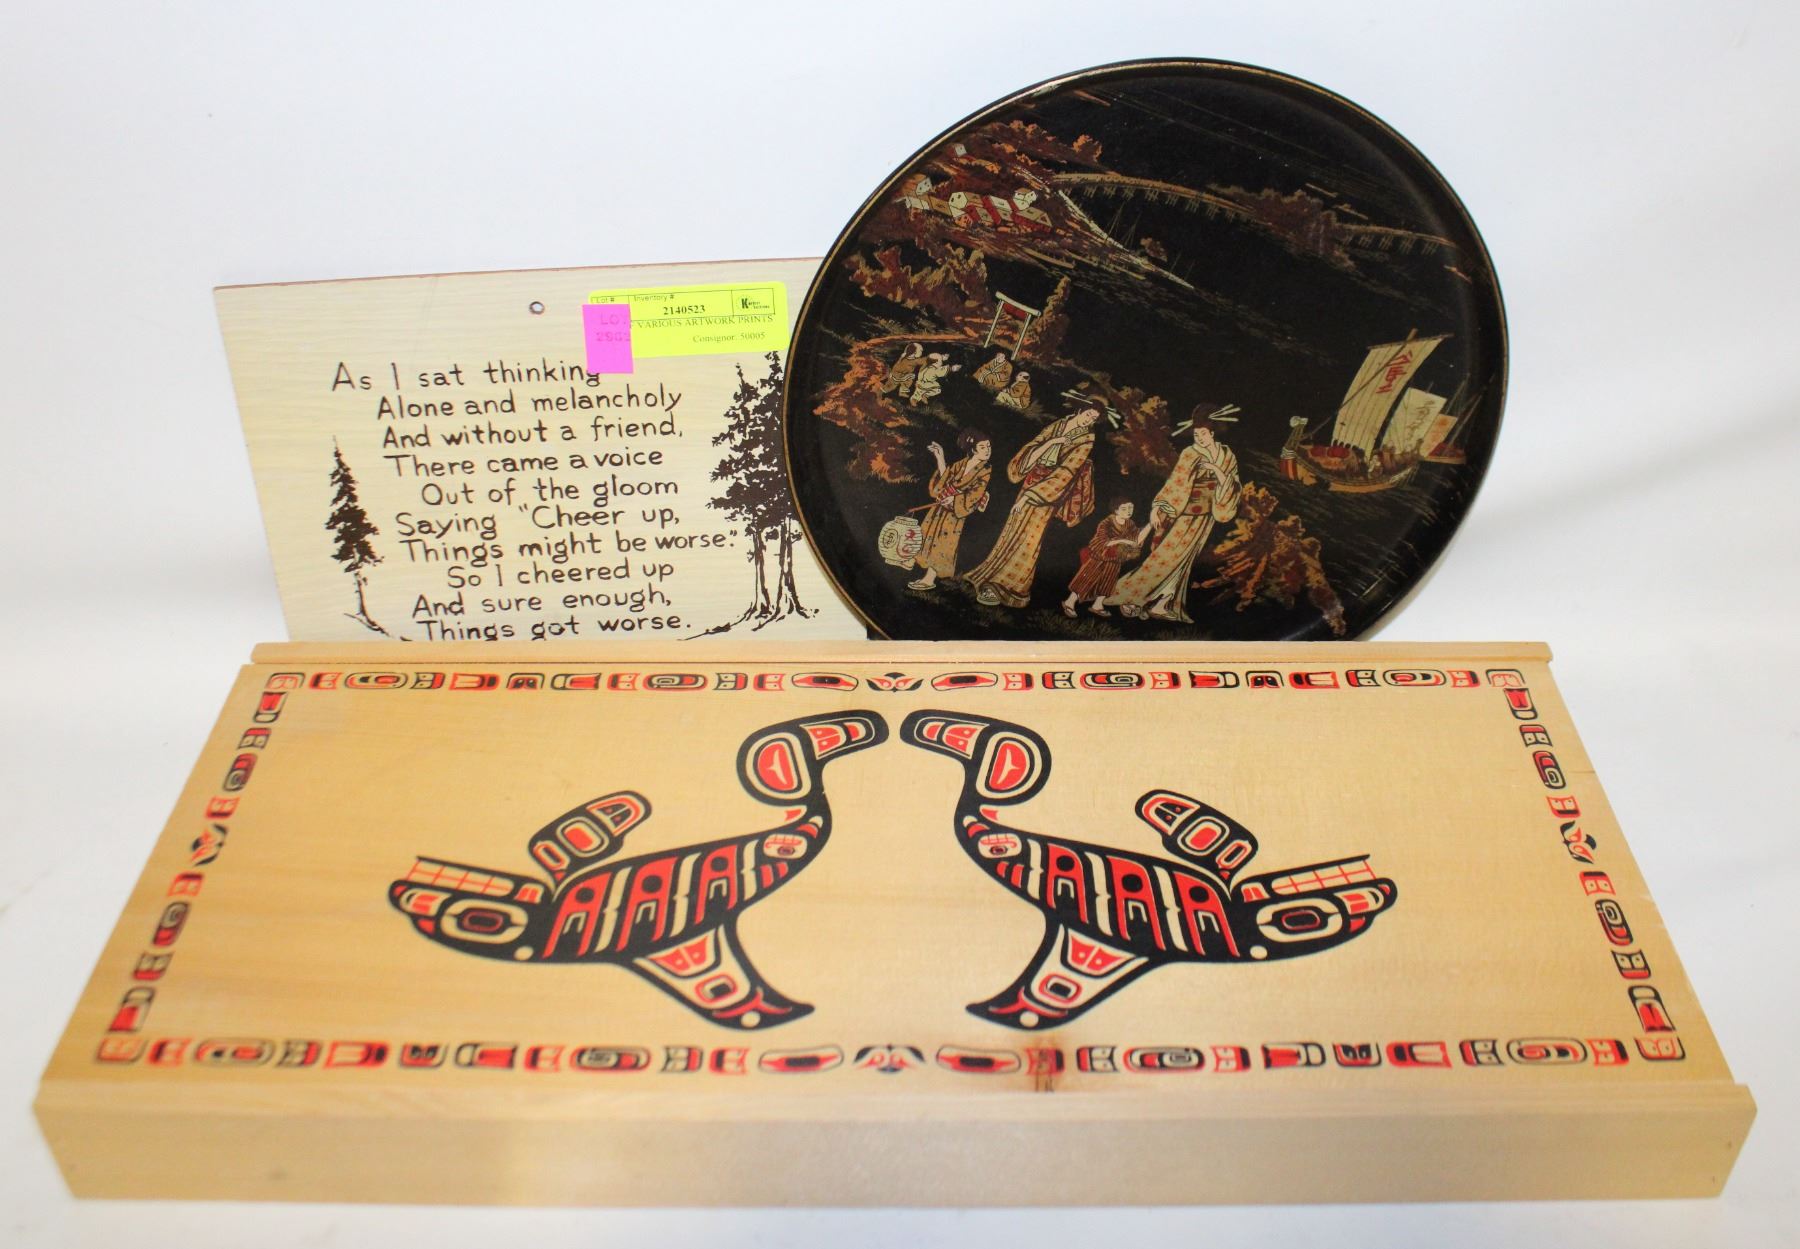 Lot #
Inventory #
2140523
VARIOUS ARTWORK PRINTS
Consignor: 50005
As I sat thinking
Alone and melancholy
And without a friend,
There came a voice
Out of the gloom
Saying "Cheer up,
Things might be worse."
So I cheered up
And sure enough,
Things got worse.